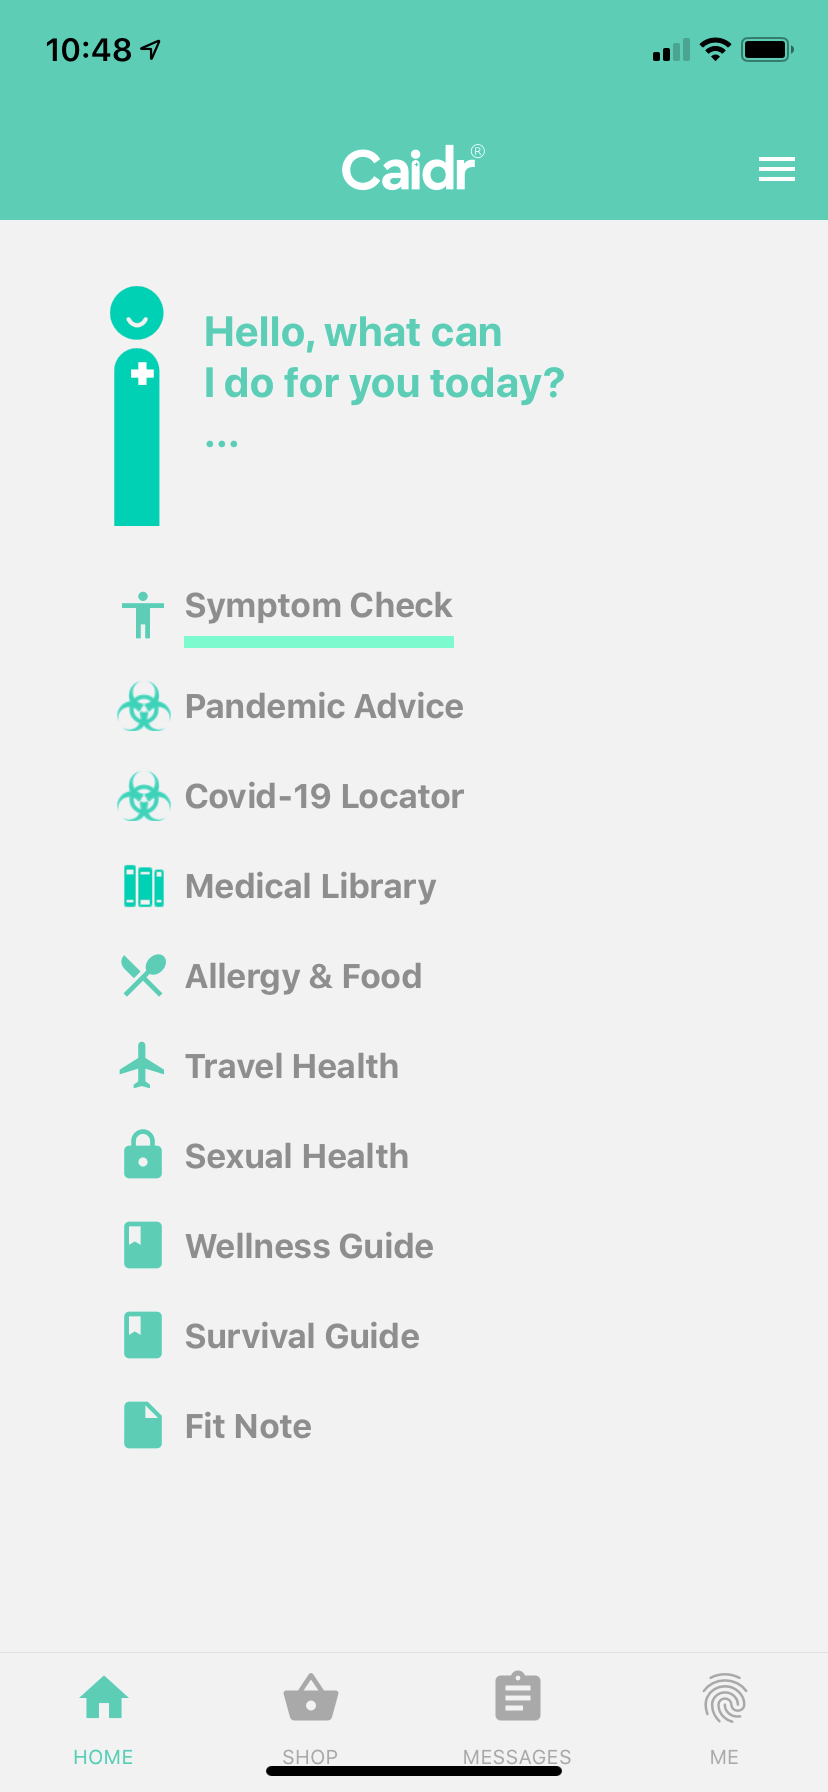 10:48
Caidr®
Hello, what can
I do for you today?
...
Symptom Check
Pandemic Advice
Covid-19 Locator
Medical Library
Allergy & Food
Travel Health
Sexual Health
Wellness Guide
Survival Guide
Fit Note
HOME SHOP MESSAGES ME